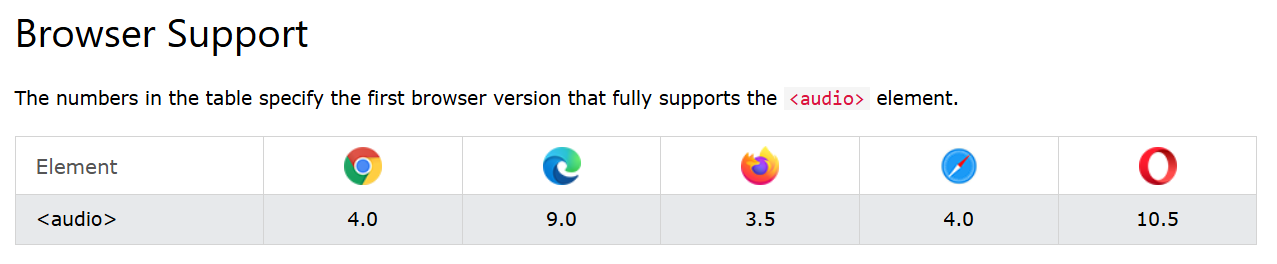 Browser Support
The numbers in the table specify the first browser version that fully supports the <audio> element.
Element
<audio> 4.0 9.0 3.5 4.0 10.5